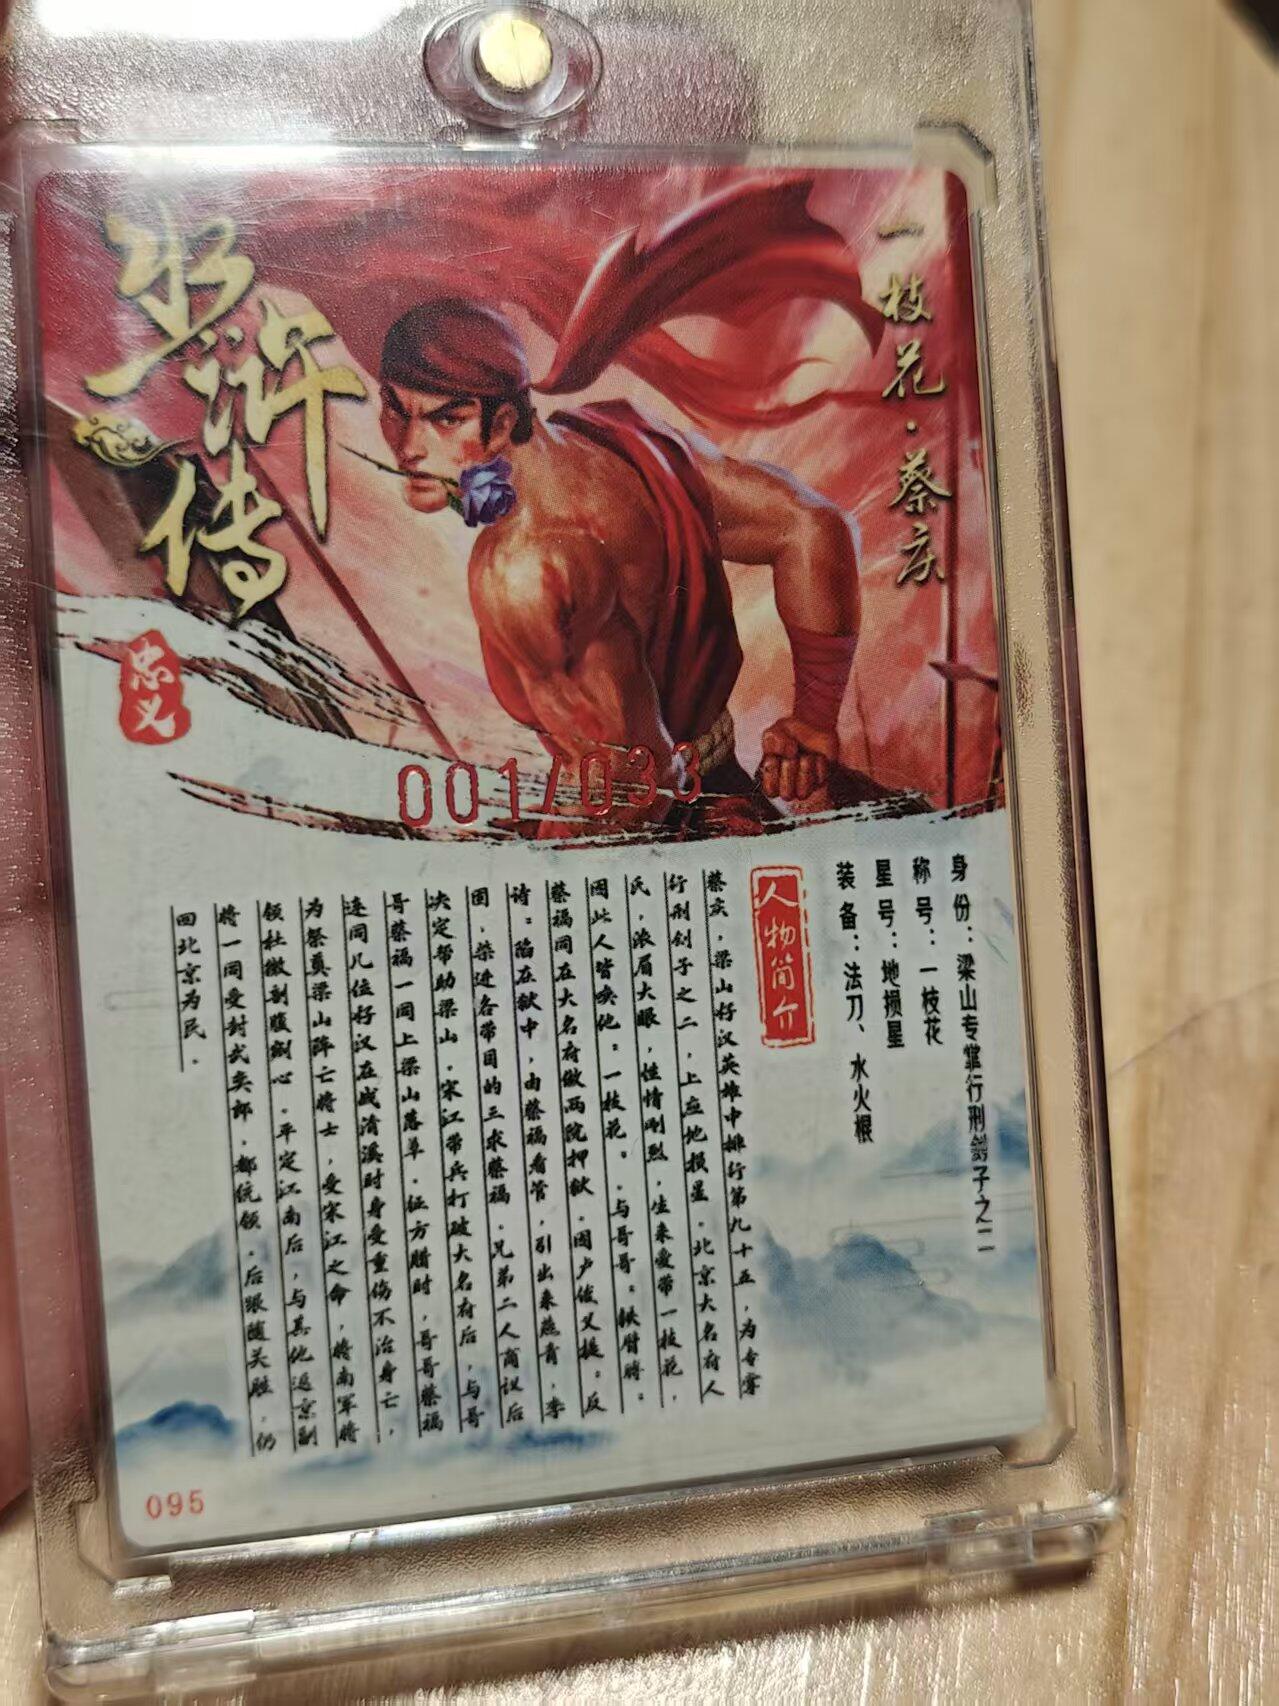 水浒传
一枝花·蔡庆
忠义
001/033
身份：梁山专掌行刑刽子之二
称号：一枝花
星号：地损星
装备：法刀、水火棍
人物简介
蔡庆，梁山好汉英雄中排行第九十五，为专掌
行刑刽子之二，上应地损星。北京大名府人
氏，浓眉大眼，性情刚烈，生来爱带一枝花，
因此人皆唤他：一枝花。与哥哥：铁臂膊：
蔡福同在大名府做两院押狱。因卢俊义提反
诗：陷在狱中，由蔡福看管，引出来燕青，李
固，柴进各带目的三求蔡福。兄弟二人商议后
决定帮助梁山。宋江带兵打破大名府后，与哥
哥蔡福一同上梁山落草。征方腊时，哥哥蔡福
连同几位好汉在战清溪时身受重伤不治身亡，
为祭奠梁山阵亡将士，受宋江之命，将南军将
领杜微剖腹剜心。平定江南后，与其他返京副
将一同受封武奕郎，都统领。后跟随关胜，仍
回北京为民。
095